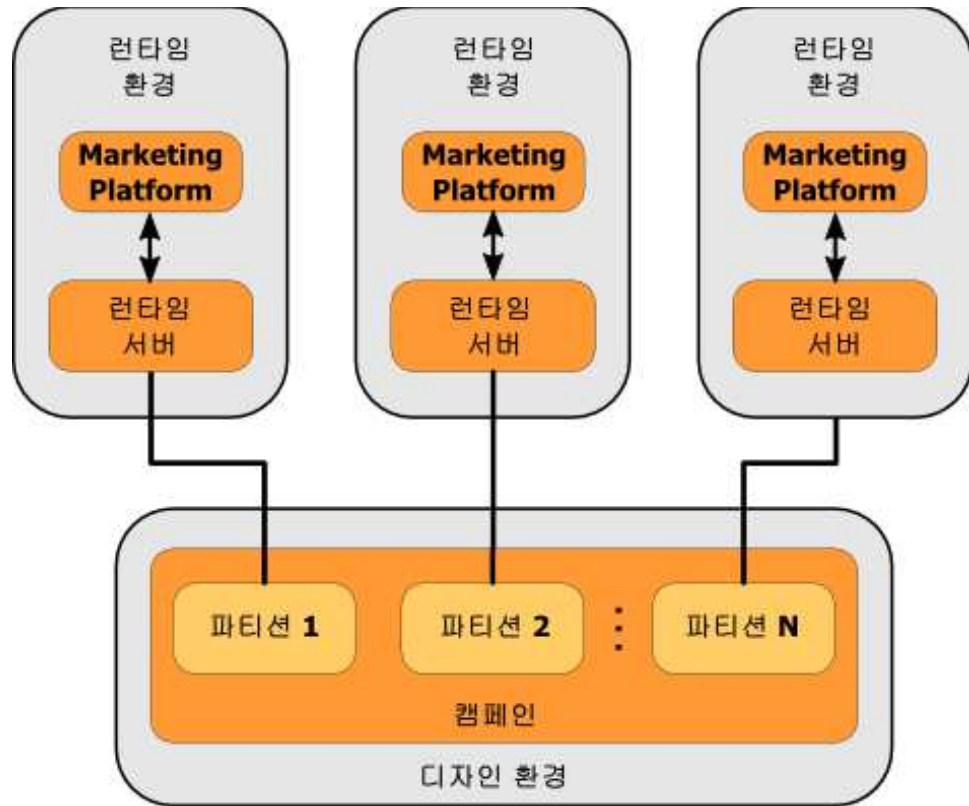 런타임
환경
Marketing
Platform
런타임
서버
런타임
환경
Marketing
Platform
런타임
서버
런타임
환경
Marketing
Platform
런타임
서버
파티션 1
파티션 2
파티션 N
캠페인
디자인 환경